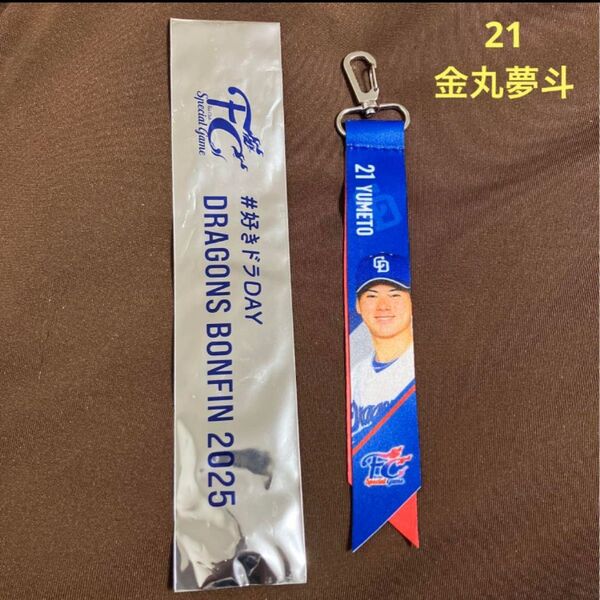 21
金丸夢斗
FC
Special Game
#好きドラDAY
DRAGONS BONFIN 2025
21 YUMETO
CD
Dragons
FC
Special Game